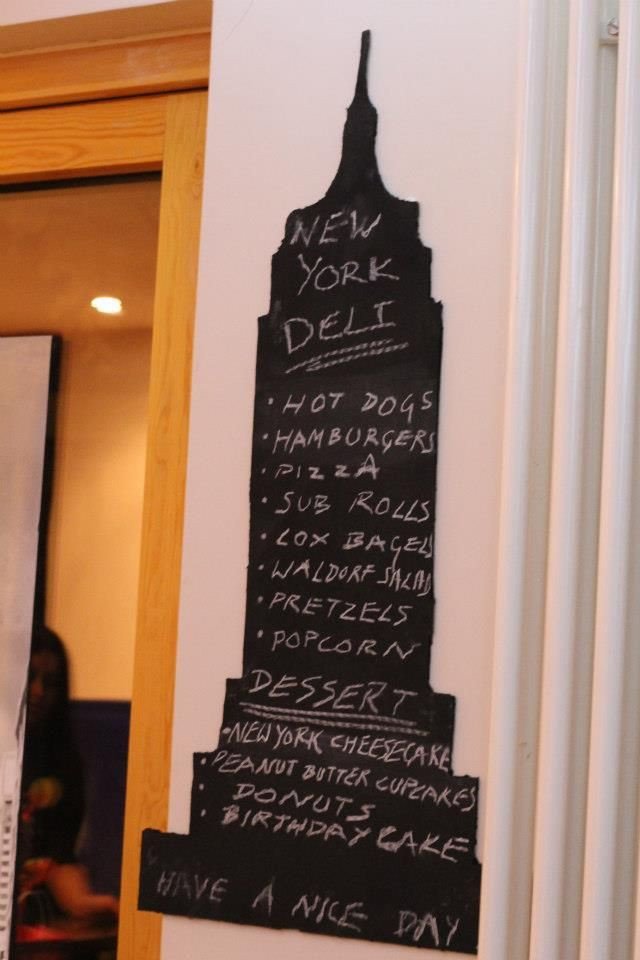 NEW
YORK
DELI
· HOT DOGS
· HAMBURGERS
· PIZZA
· SUB ROLLS
· LOX BAGELS
· WALDORF SALAD
· PRETZELS
· POPCORN
DESSERT
· NEW YORK CHEESECAKE
· PEANUT BUTTER CUPCAKES
· DONUTS
· BIRTHDAY CAKE
HAVE A NICE DAY